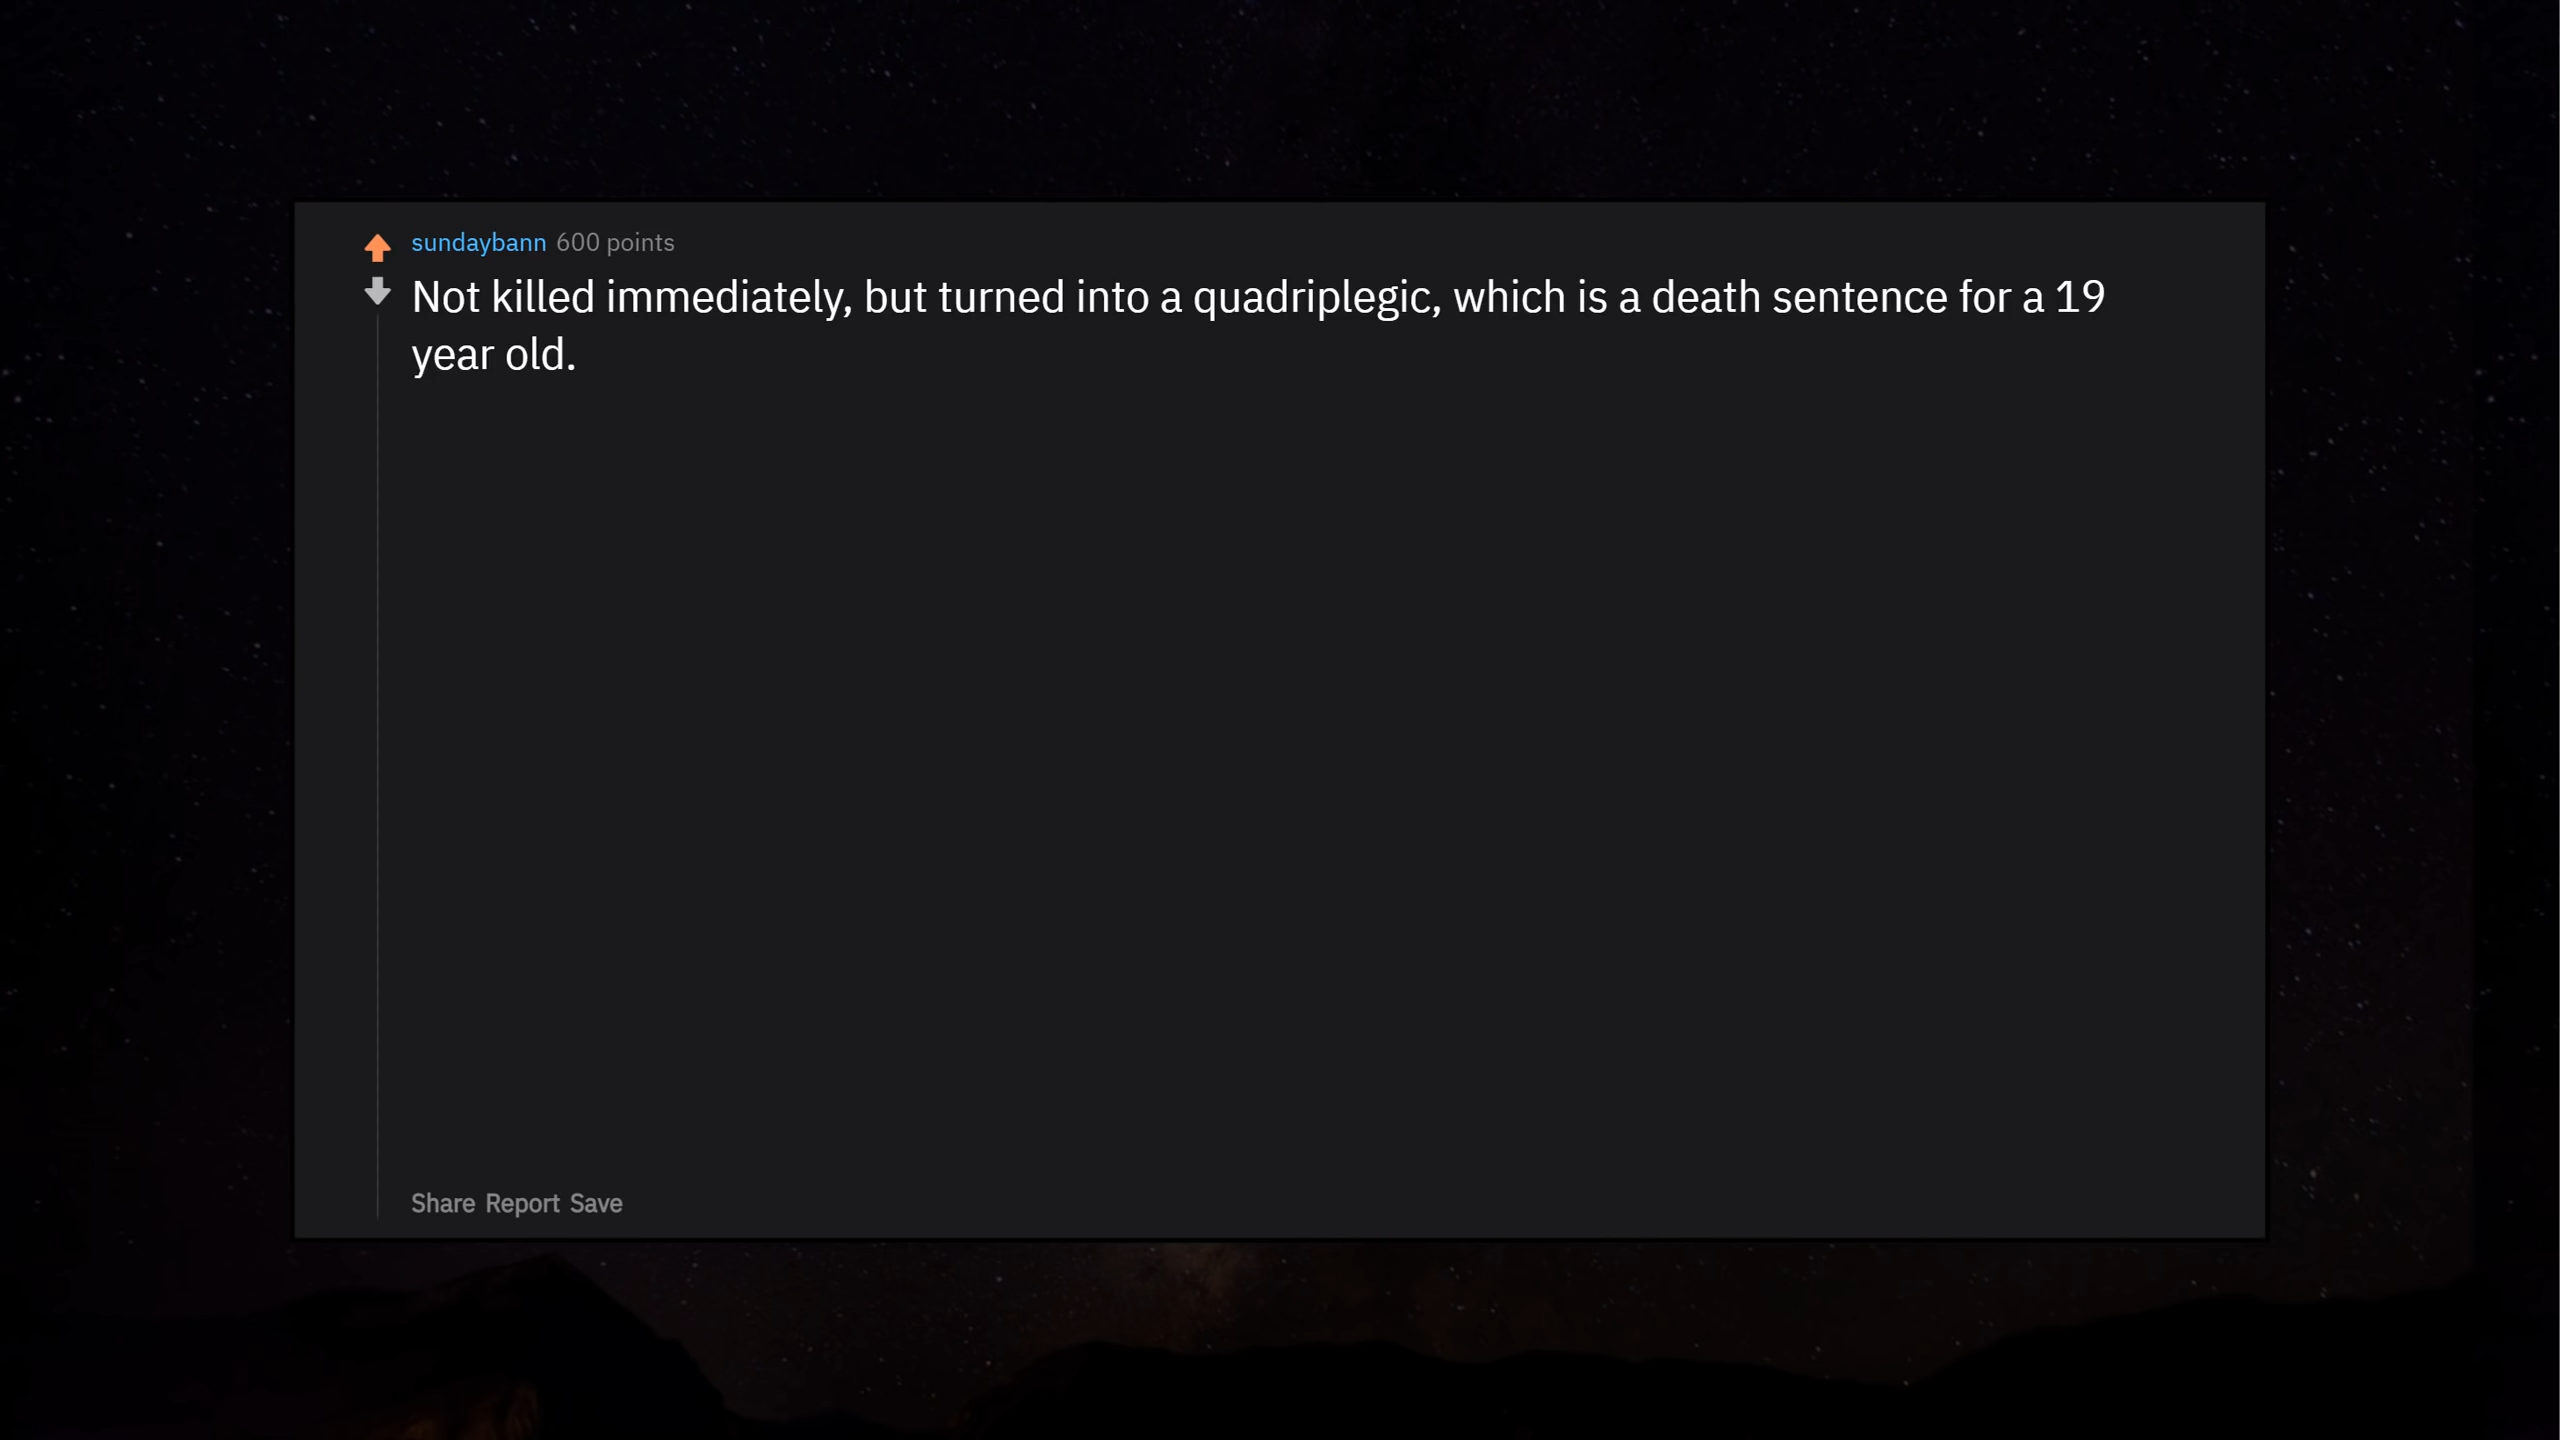 sundaybann 600 points
Not killed immediately, but turned into a quadriplegic, which is a death sentence for a 19
year old.
Share Report Save